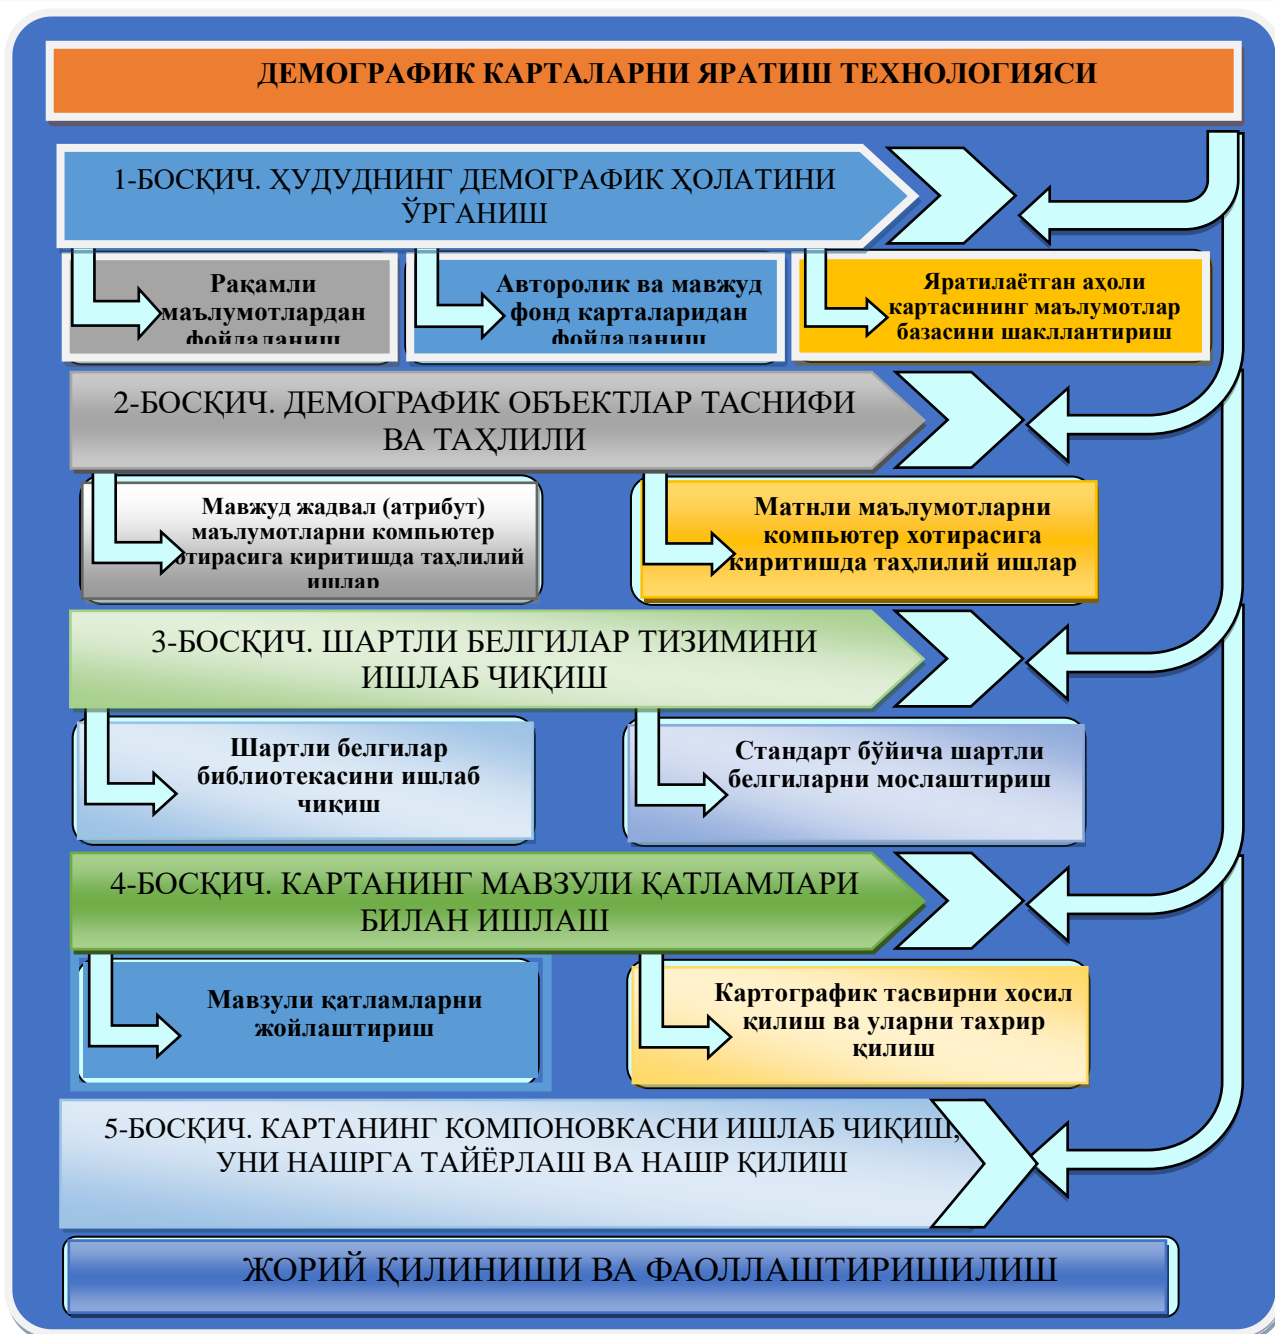 ДЕМОГРАФИК КАРТАЛАРНИ ЯРАТИШ ТЕХНОЛОГИЯСИ
1-БОСҚИЧ. ҲУДУДНИНГ ДЕМОГРАФИК ҲОЛАТИНИ
ЎРГАНИШ
Рақамли
маълумотлардан
фойдаланиш
Авторолик ва мавжуд
фонд карталаридан
фойдаланиш
Яратилаётган аҳоли
картасининг маълумотлар
базасини шакллантириш
2-БОСҚИЧ. ДЕМОГРАФИК ОБЪЕКТЛАР ТАСНИФИ
ВА ТАҲЛИЛИ
Мавжуд жадвал (атрибут)
маълумотларни компьютер
хотирасига киритишда таҳлилий
ишлар
Матнли маълумотларни
компьютер хотирасига
киритишда таҳлилий ишлар
3-БОСҚИЧ. ШАРТЛИ БЕЛГИЛАР ТИЗИМИНИ
ИШЛАБ ЧИҚИШ
Шартли белгилар
библиотекасини ишлаб
чиқиш
Стандарт бўйича шартли
белгиларни мослаштириш
4-БОСҚИЧ. КАРТАНИНГ МАВЗУЛИ ҚАТЛАМЛАРИ
БИЛАН ИШЛАШ
Мавзули қатламларни
жойлаштириш
Картографик тасвирни хосил
қилиш ва уларни тахрир
қилиш
5-БОСҚИЧ. КАРТАНИНГ КОМПОНОВКАСНИ ИШЛАБ ЧИҚИШ,
УНИ НАШРГА ТАЙЁРЛАШ ВА НАШР ҚИЛИШ
ЖОРИЙ ҚИЛИНИШИ ВА ФАОЛЛАШТИРИШИЛИШ